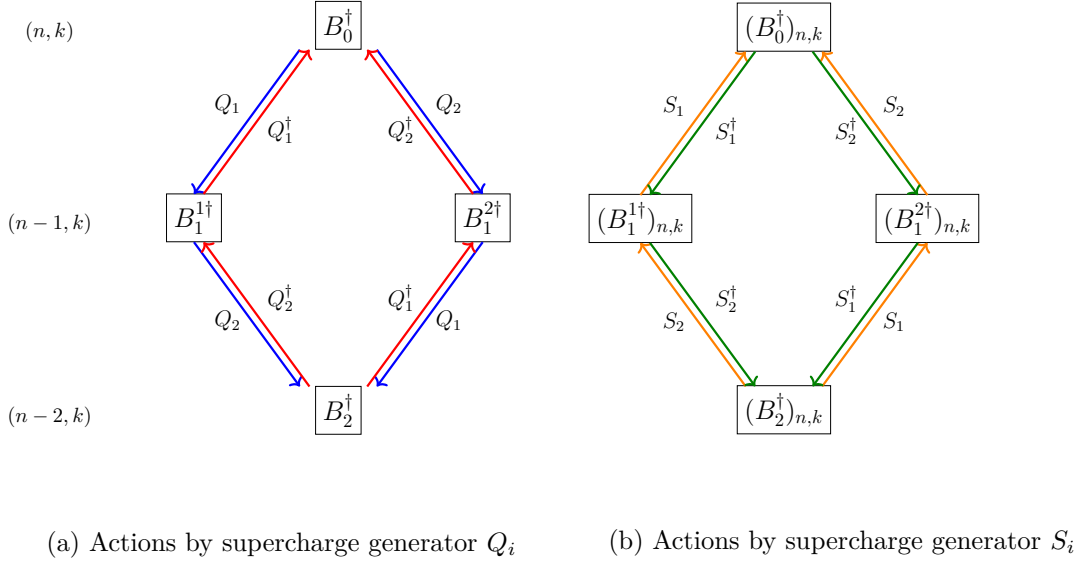 (n, k)
B_0^†
(B_0^†)_{n,k}
Q_1
Q_2
S_1
S_2
Q_1^†
Q_2^†
S_1^†
S_2^†
(n − 1, k)
B_1^{1†}
B_1^{2†}
(B_1^{1†})_{n,k}
(B_1^{2†})_{n,k}
Q_2^†
Q_1^†
S_2^†
S_1^†
Q_2
Q_1
S_2
S_1
(n − 2, k)
B_2^†
(B_2^†)_{n,k}
(a) Actions by supercharge generator Q_i
(b) Actions by supercharge generator S_i